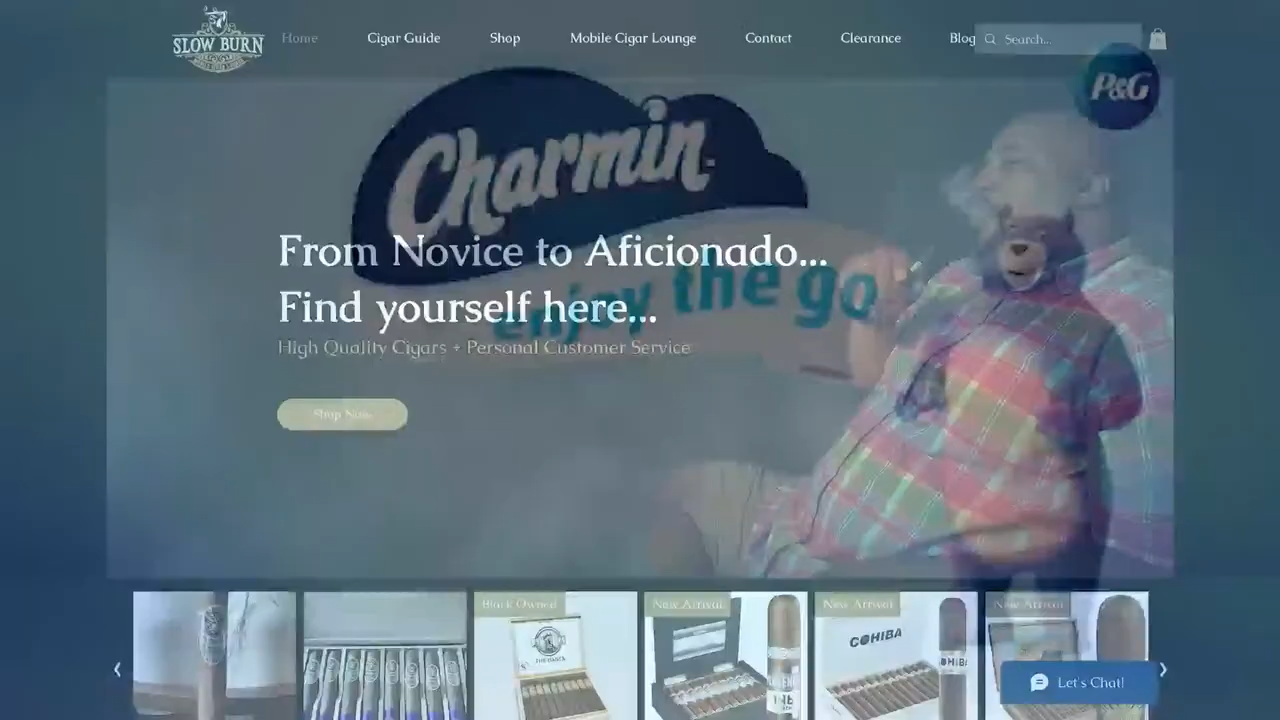 SLOW BURN
Home
Cigar Guide
Shop
Mobile Cigar Lounge
Contact
Clearance
Blog
Search...
P&G
Charmin
From Novice to Aficionado...
enjoy the go
Find yourself here...
High Quality Cigars + Personal Customer Service
Shop Now
Black Owned
New Arrival
New Arrival
New Arrival
COHIBA
Let's Chat!